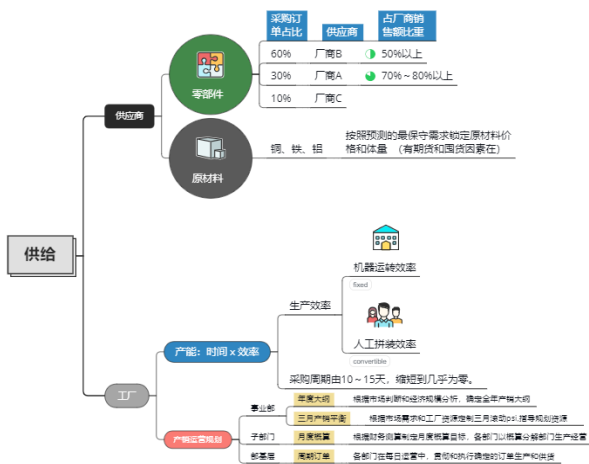 采购订
单占比
供应商
占厂商销
售额比重
60%
厂商B
50%以上
30%
厂商A
70%~80%以上
10%
厂商C
零部件
供应商
铜、铁、铝
按照预测的最保守需求锁定原材料价
格和体量 （有期货和囤货因素在）
原材料
供给
机器运转效率
fixed
生产效率
人工拼装效率
convertible
产能：时间 x 效率
采购周期由10~15天，缩短到几乎为零。
工厂
年度大纲
根据市场判断和经济规模分析，确定全年产销大纲
事业部
三月产销平衡
根据市场需求和工厂资源定制三月滚动psi,指导规划资源
产销运营规划
子部门
月度概算
根据财务测算制定月度概算目标，各部门以概算分解部门生产经营
部基层
周期订单
各部门在每日运营中，贯彻和执行确定的订单生产和供货